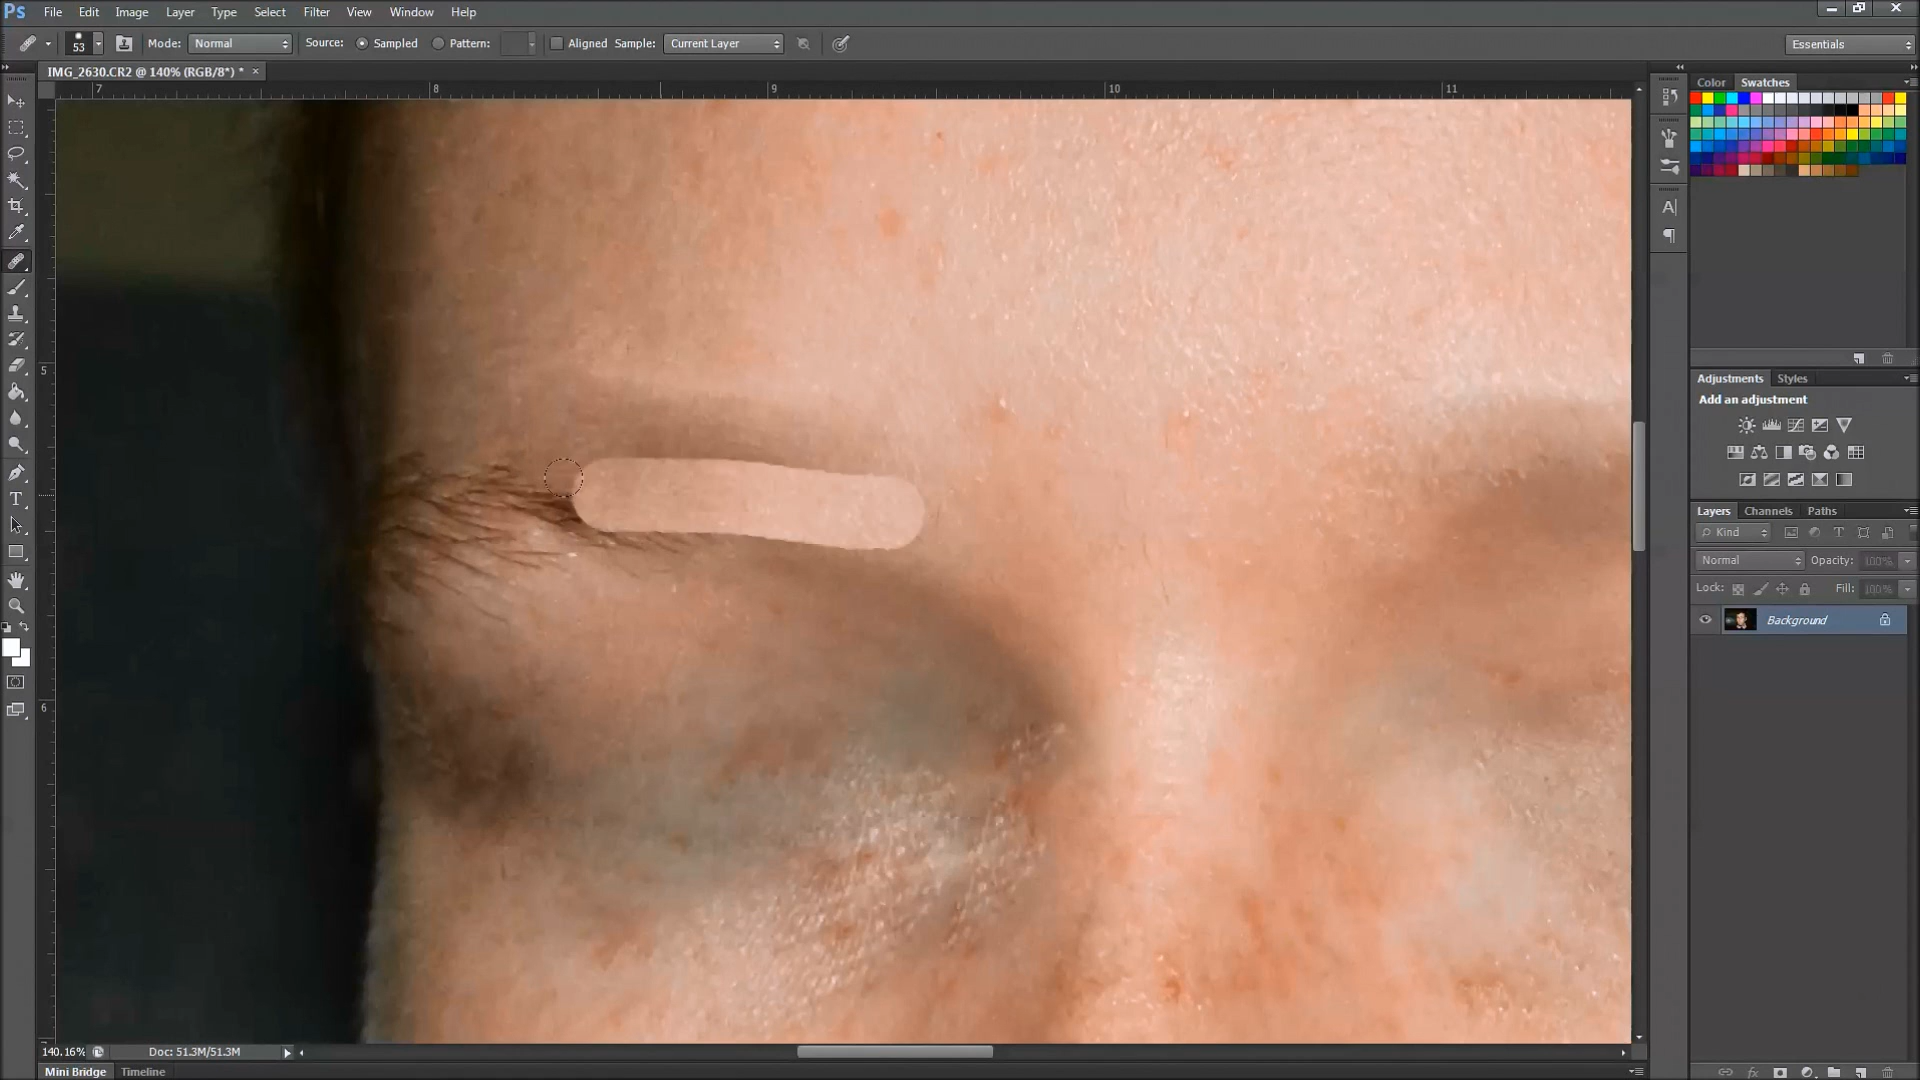 Ps File Edit Image Layer Type Select Filter View Window Help
53 Mode: Normal Source: Sampled Pattern: Aligned Sample: Current Layer Essentials
IMG_2630.CR2 @ 140% (RGB/8*) * ×
7 8 9 10 11
5
6
Color Swatches
Adjustments Styles
Add an adjustment
Layers Channels Paths
Kind
Normal Opacity: 100%
Lock: Fill: 100%
Background
140.16% Doc: 51.3M/51.3M
Mini Bridge Timeline